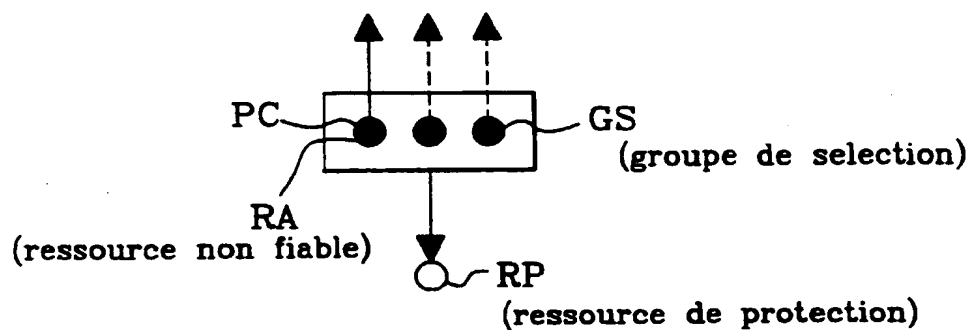 PC
GS
(groupe de selection)
RA
(ressource non fiable)
RP
(ressource de protection)